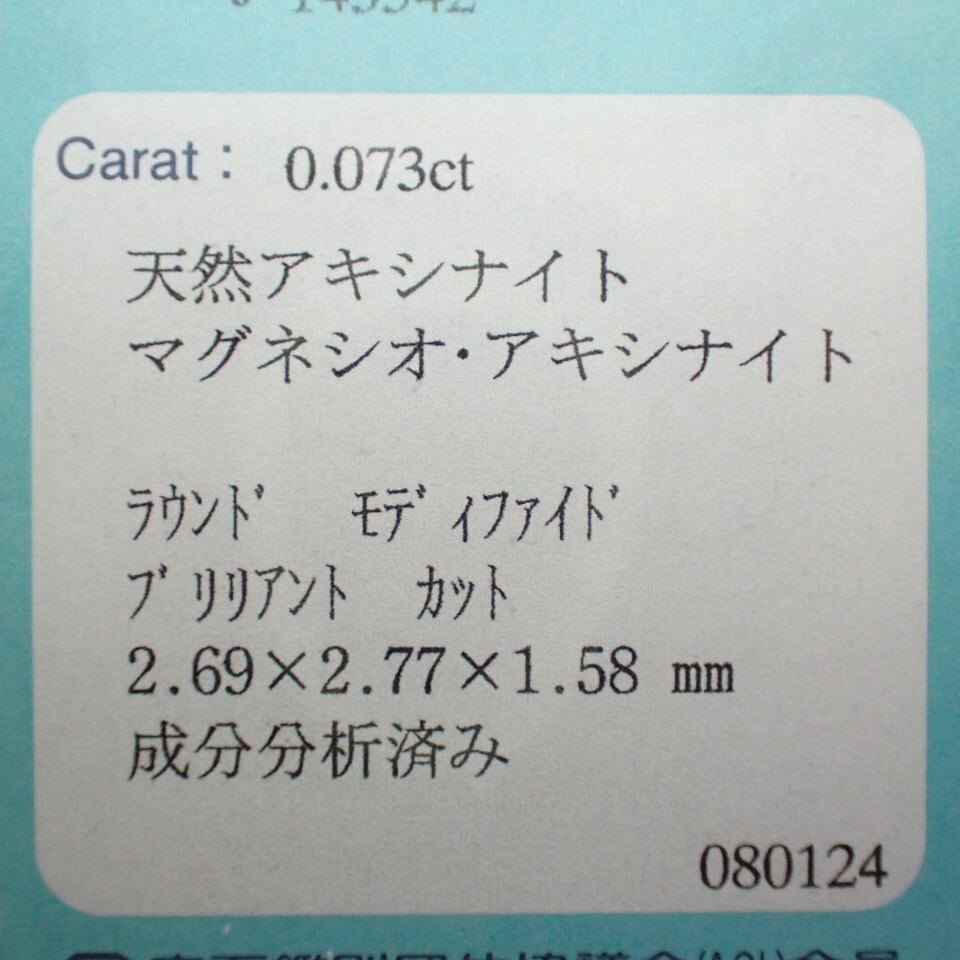 Carat： 0.073ct
天然アキシナイト
マグネシオ･アキシナイト
ﾗｳﾝﾄﾞ ﾓﾃﾞｨﾌｧｲﾄﾞ
ﾌﾞﾘﾘｱﾝﾄ ｶｯﾄ
2.69×2.77×1.58 mm
成分分析済み
080124